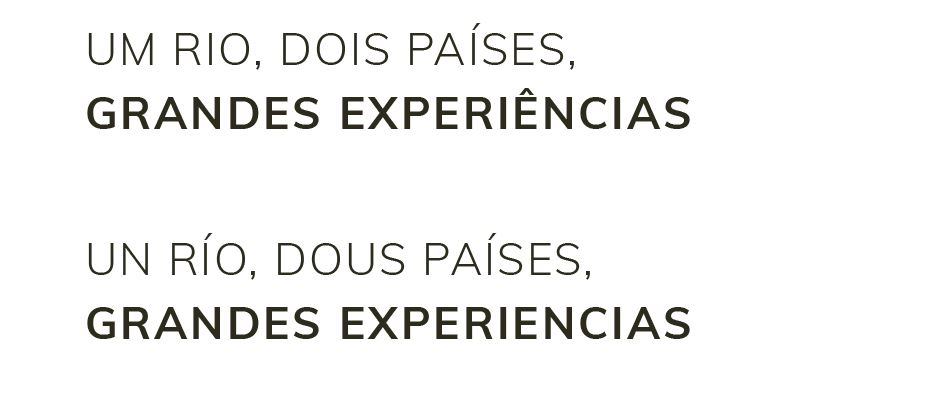 UM RIO, DOIS PAÍSES,
GRANDES EXPERIÊNCIAS
UN RÍO, DOUS PAÍSES,
GRANDES EXPERIENCIAS